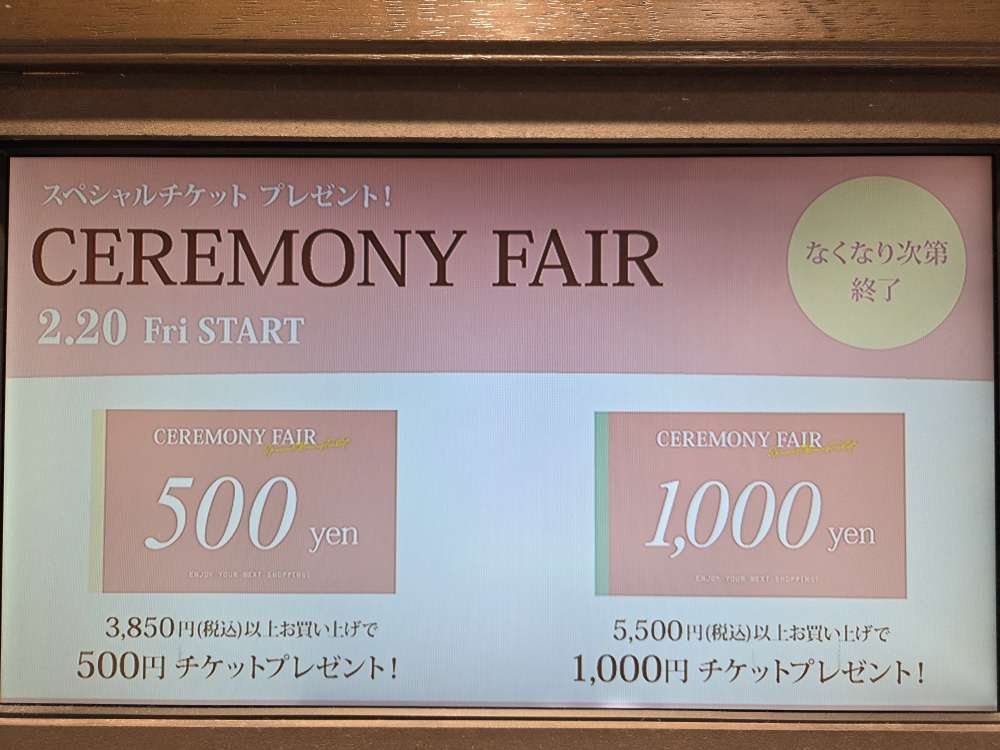 スペシャルチケット プレゼント!
CEREMONY FAIR
2.20 Fri START
なくなり次第
終了
CEREMONY FAIR
500 yen
ENJOY YOUR NEXT SHOPPING!
3,850円(税込)以上お買い上げで
500円 チケットプレゼント!
CEREMONY FAIR
1,000 yen
ENJOY YOUR NEXT SHOPPING!
5,500円(税込)以上お買い上げで
1,000円 チケットプレゼント!